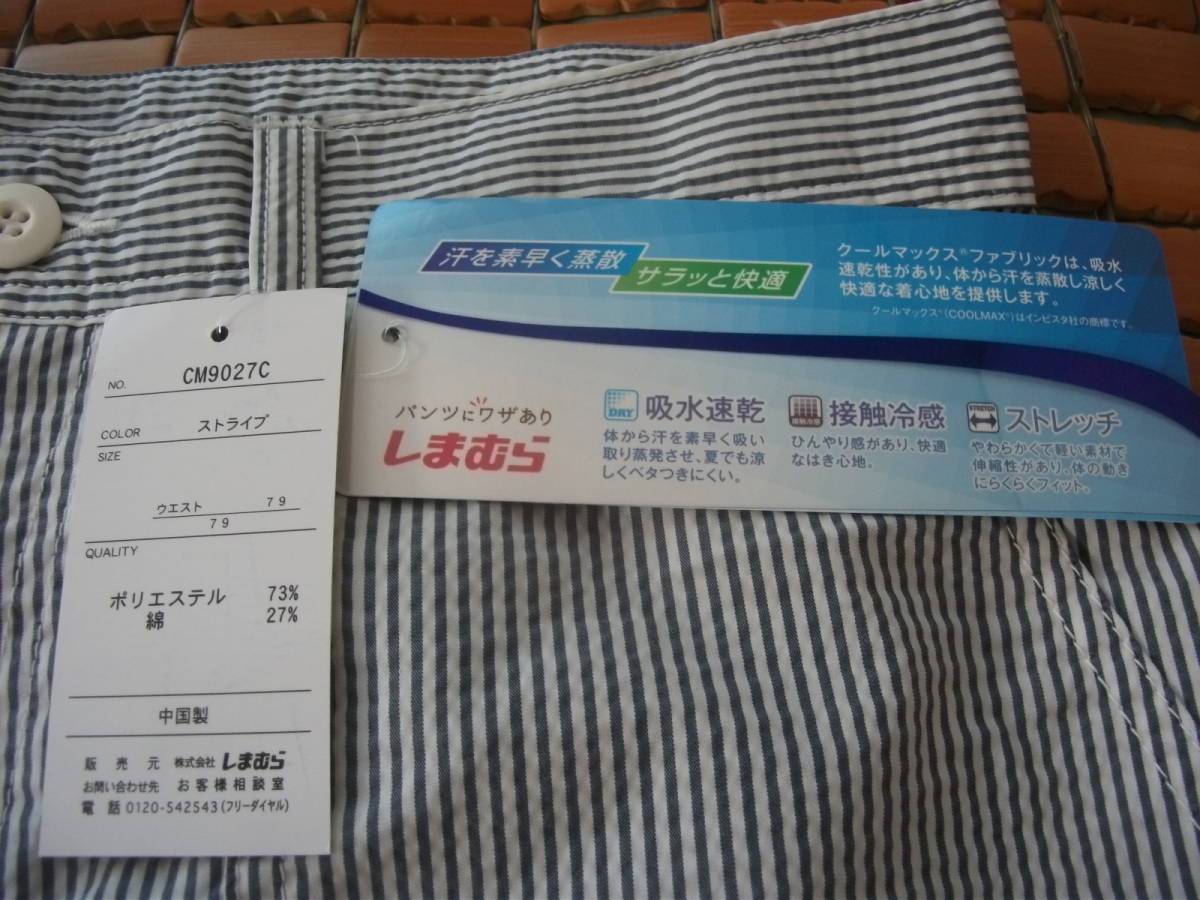 汗を素早く蒸散
サラッと快適
クールマックス®ファブリックは、吸水
速乾性があり、体から汗を蒸散し涼しく
快適な着心地を提供します。
クールマックス®(COOLMAX®)はインビスタ社の商標です。
パンツにワザあり
しまむら
DRY
吸水速乾
体から汗を素早く吸い
取り蒸発させ、夏でも涼
しくベタつきにくい。
接触冷感
接触冷感
ひんやり感があり、快適
なはき心地。
STRETCH
ストレッチ
やわらかくて軽い素材で
伸縮性があり、体の動き
にらくらくフィット。
NO. CM9027C
COLOR ストライプ
SIZE
ウエスト 79
79
QUALITY
ポリエステル 73%
綿 27%
中国製
販売元 株式会社 しまむら
お問い合わせ先 お客様相談室
電話 0120-542543(フリーダイヤル)